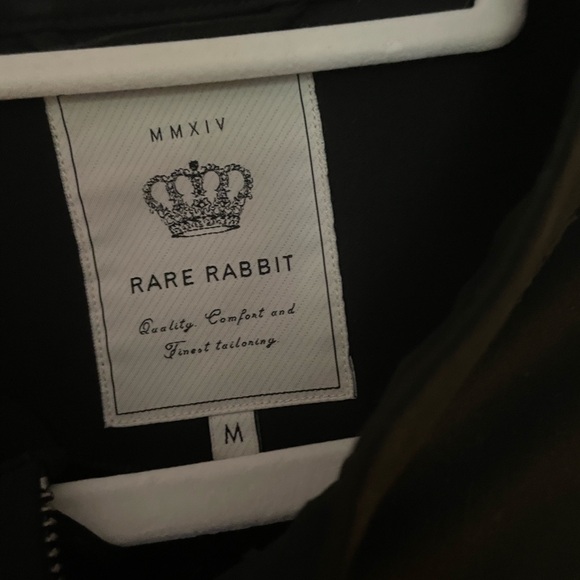 MMXIV
RARE RABBIT
Quality. Comfort and
Finest tailoring
M